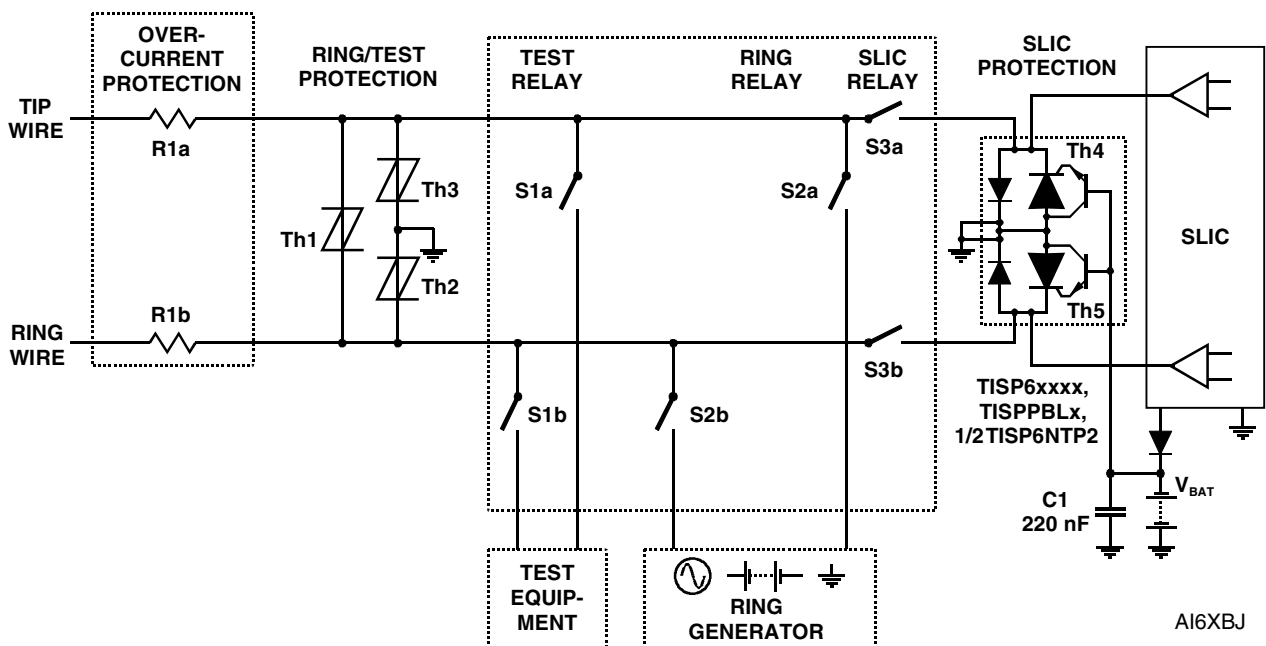 OVER-
CURRENT
PROTECTION
RING/TEST
PROTECTION
TEST
RELAY
RING
RELAY
SLIC
RELAY
SLIC
PROTECTION
TIP
WIRE
R1a
S3a
Th4
Th3
S1a
S2a
Th1
SLIC
Th2
R1b
Th5
RING
WIRE
S3b
S1b
S2b
TISP6xxxx,
TISPPBLx,
1/2 TISP6NTP2
C1
220 nF
VBAT
TEST
EQUIP-
MENT
RING
GENERATOR
AI6XBJ